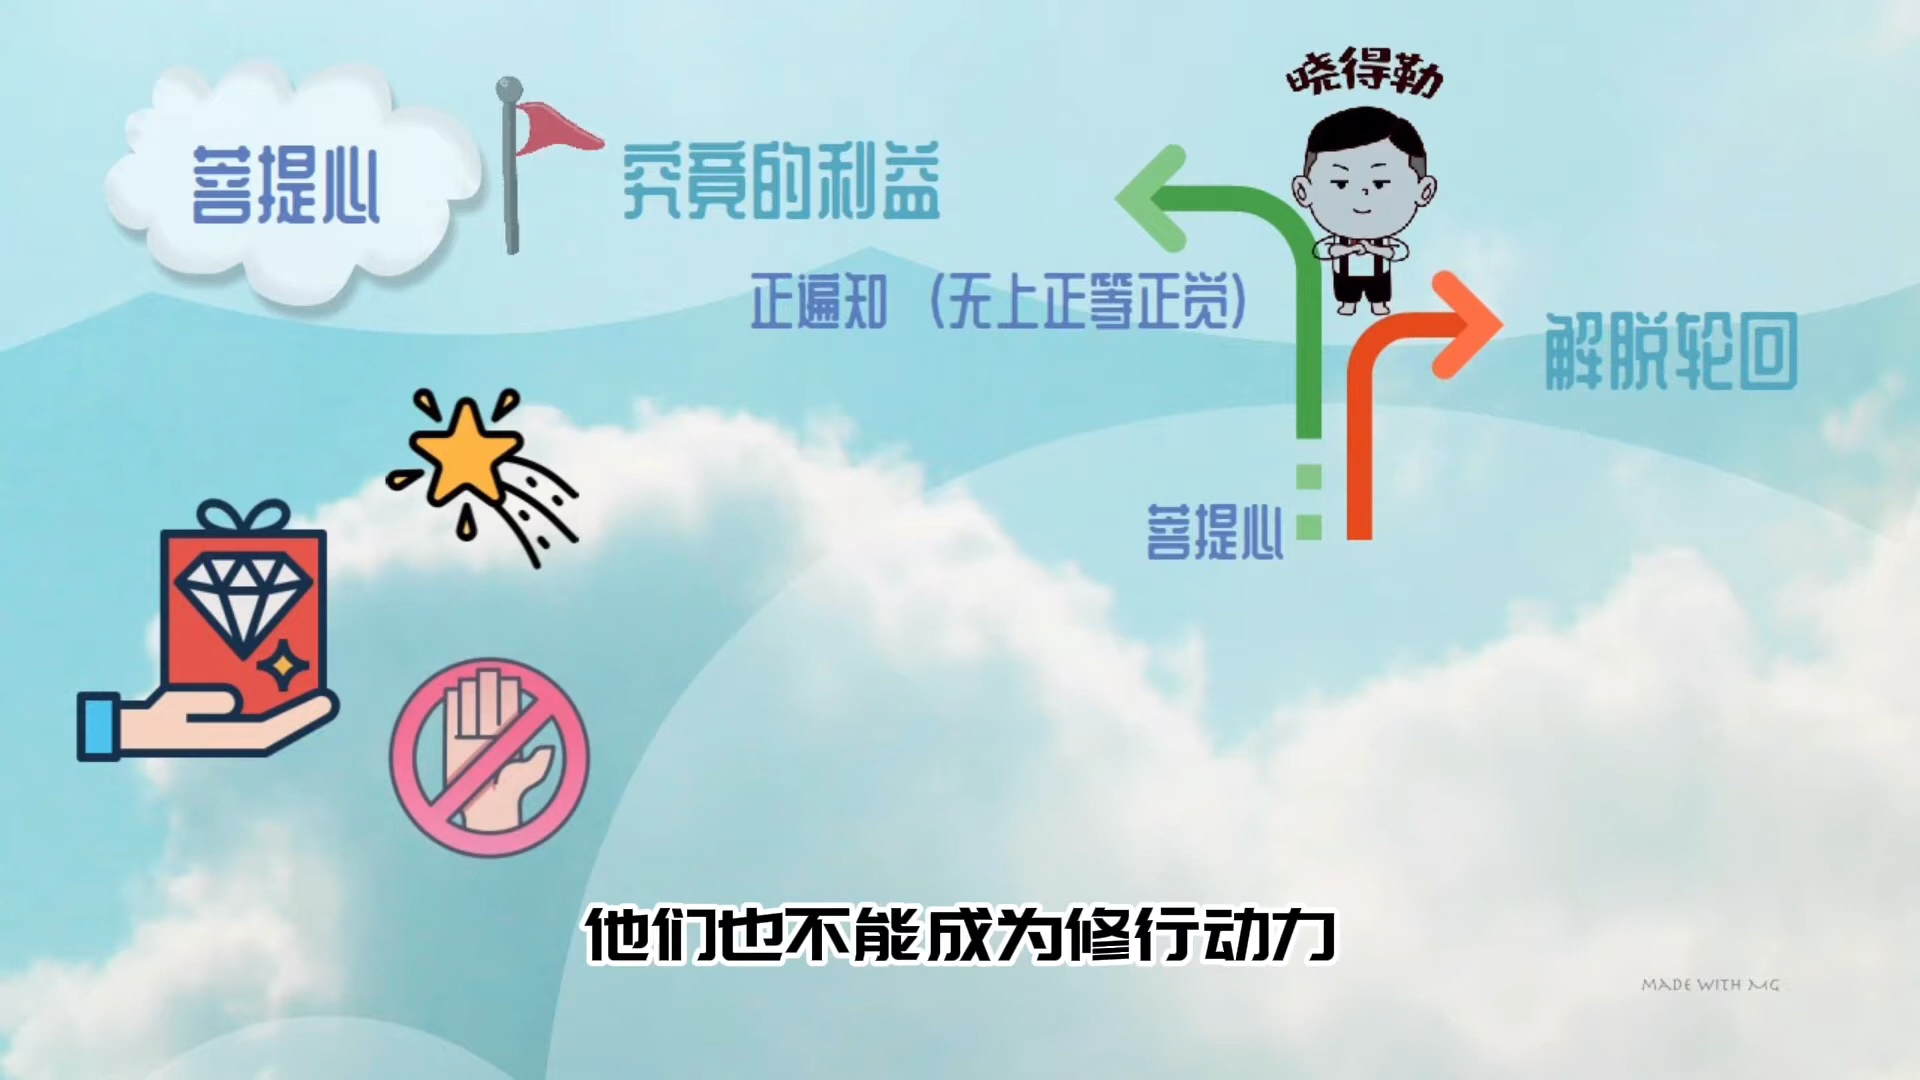 晓得勒
菩提心
究竟的利益
正遍知（无上正等正觉）
解脱轮回
菩提心
他们也不能成为修行动力
MADE WITH MG